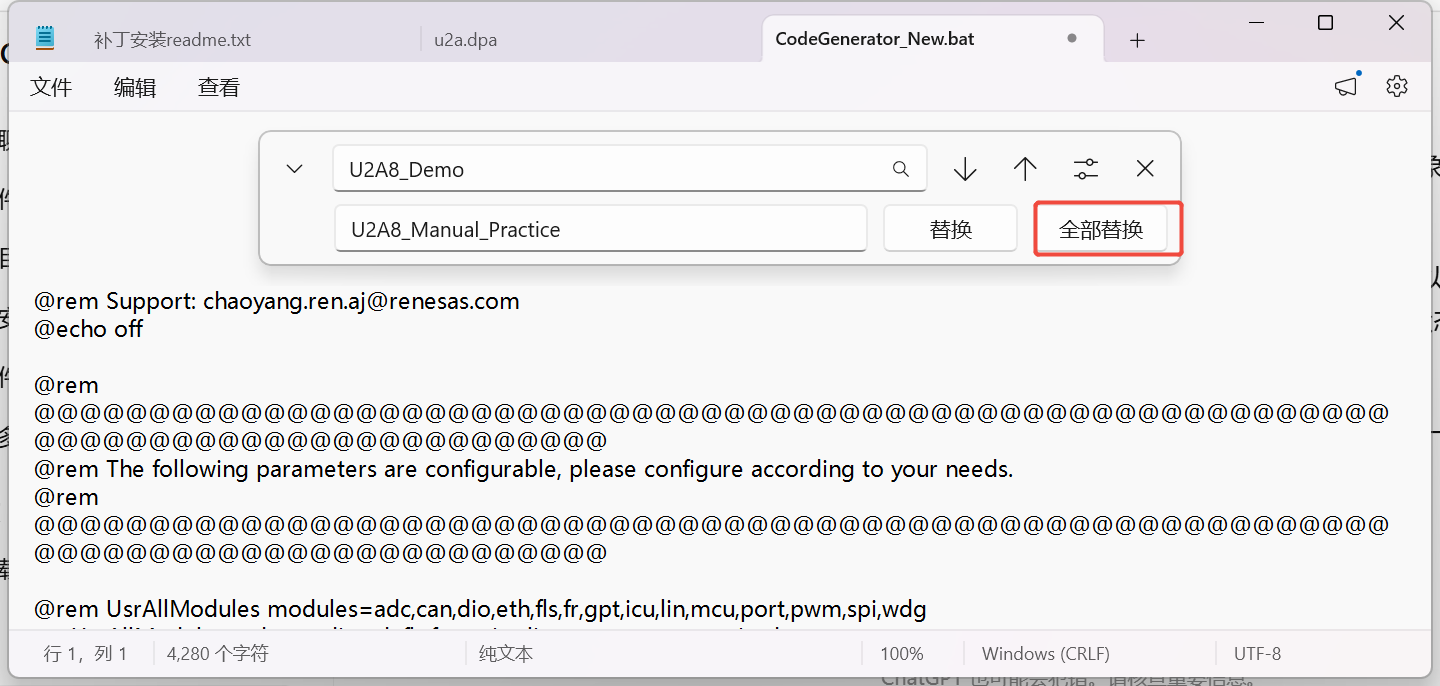 补丁安装readme.txt
u2a.dpa
CodeGenerator_New.bat
文件 编辑 查看
U2A8_Demo
U2A8_Manual_Practice
替换
全部替换
@rem Support: chaoyang.ren.aj@renesas.com
@echo off
@rem
@@@@@@@@@@@@@@@@@@@@@@@@@@@@@@@@@@@@@@@@@@@@@@@@@@@@@@@@@@@
@@@@@@@@@@@@@@@@@@@@@@@@@
@rem The following parameters are configurable, please configure according to your needs.
@rem
@@@@@@@@@@@@@@@@@@@@@@@@@@@@@@@@@@@@@@@@@@@@@@@@@@@@@@@@@@@
@@@@@@@@@@@@@@@@@@@@@@@@@
@rem UsrAllModules modules=adc,can,dio,eth,fls,fr,gpt,icu,lin,mcu,port,pwm,spi,wdg
行 1，列 1
4,280 个字符
纯文本
100%
Windows (CRLF)
UTF-8